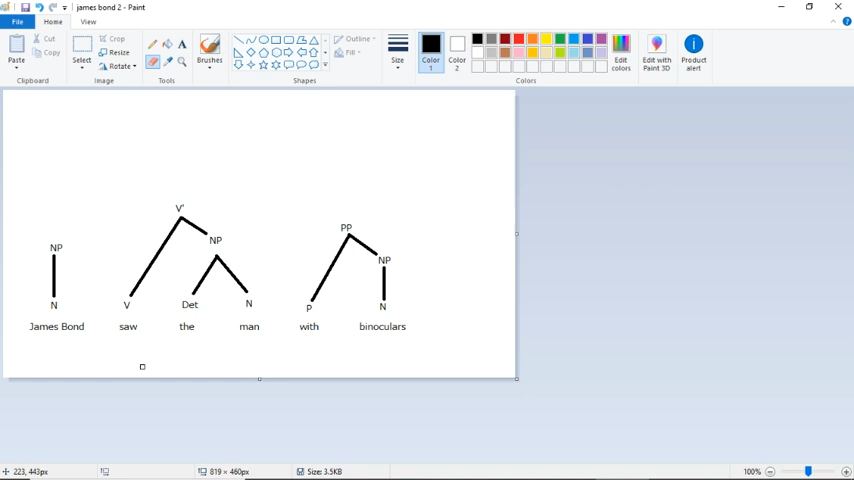 james bond 2 - Paint
File Home View
Paste Cut Copy Clipboard
Select Crop Resize Rotate Image
A Tools
Brushes
Outline Fill Shapes
Size
Color 1 Color 2 Edit colors Colors
Edit with Paint 3D
Product alert
V'
PP
NP NP NP
N V Det N P N
James Bond saw the man with binoculars
223, 443px 819 × 460px Size: 3.5KB 100%